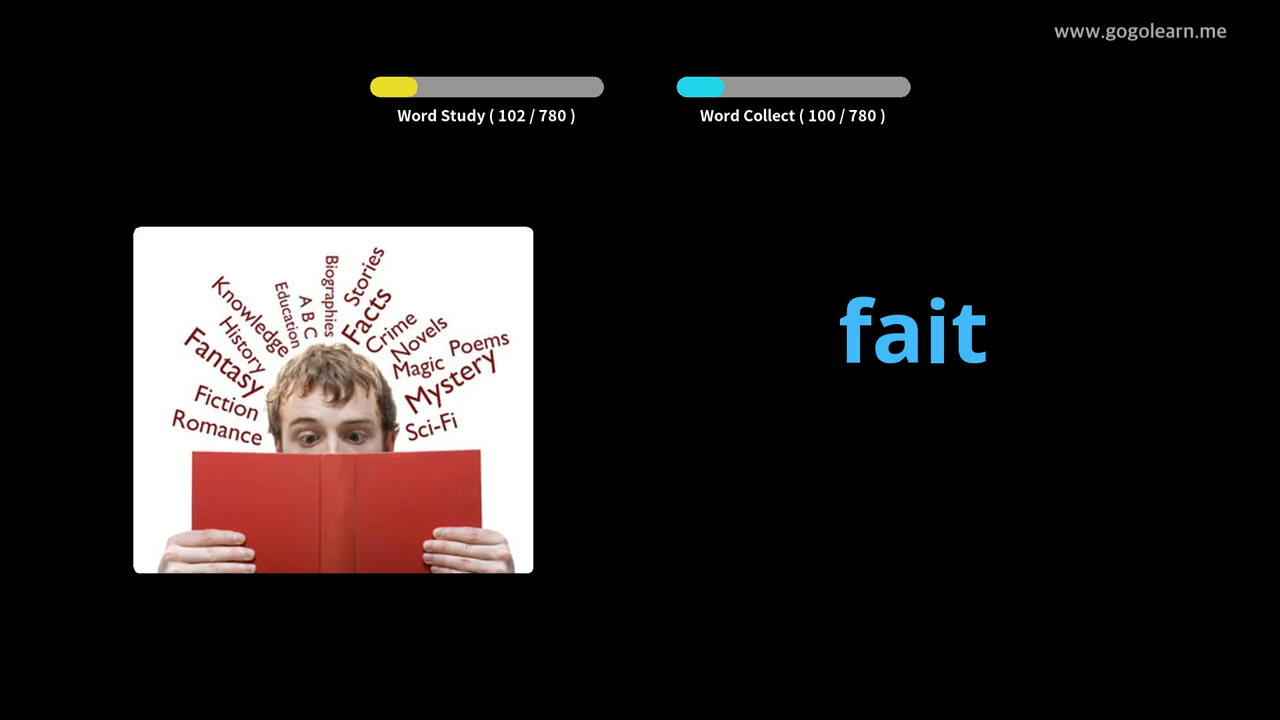 www.gogolearn.me
Word Study ( 102 / 780 )
Word Collect ( 100 / 780 )
Biographies
Stories
Education
A B C
Facts
Knowledge
Crime
History
Novels
Poems
Fantasy
Magic
Mystery
Fiction
Romance
Sci-Fi
fait